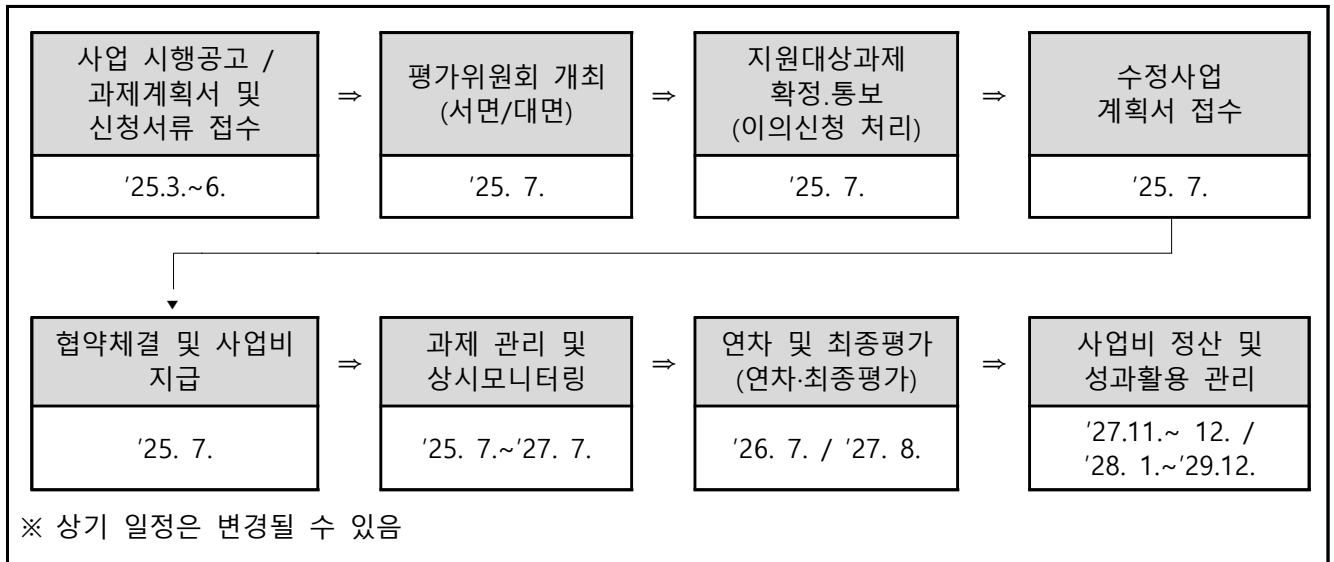 사업 시행공고 /
과제계획서 및
신청서류 접수
'25.3.~6.
⇒
평가위원회 개최
(서면/대면)
'25. 7.
⇒
지원대상과제
확정.통보
(이의신청 처리)
'25. 7.
⇒
수정사업
계획서 접수
'25. 7.
협약체결 및 사업비
지급
'25. 7.
⇒
과제 관리 및
상시모니터링
'25. 7.~'27. 7.
⇒
연차 및 최종평가
(연차·최종평가)
'26. 7. / '27. 8.
⇒
사업비 정산 및
성과활용 관리
'27.11.~ 12. /
'28. 1.~'29.12.
※ 상기 일정은 변경될 수 있음